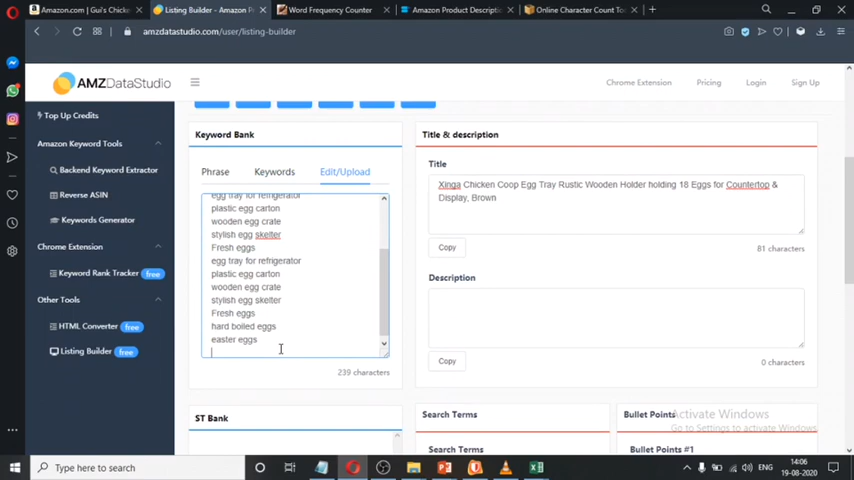 Amazon.com | Gui's Chicke
Listing Builder - Amazon P
Word Frequency Counter
Amazon Product Descripti
Online Character Count To
amzdatastudio.com/user/listing-builder
AMZDataStudio
Chrome Extension
Pricing
Login
Sign Up
Top Up Credits
Amazon Keyword Tools
Backend Keyword Extractor
Reverse ASIN
Keywords Generator
Chrome Extension
Keyword Rank Tracker free
Other Tools
HTML Converter free
Listing Builder free
Keyword Bank
Phrase
Keywords
Edit/Upload
egg tray for refrigerator
plastic egg carton
wooden egg crate
stylish egg skelter
Fresh eggs
egg tray for refrigerator
plastic egg carton
wooden egg crate
stylish egg skelter
Fresh eggs
hard boiled eggs
easter eggs
239 characters
ST Bank
Title & description
Title
Xinga Chicken Coop Egg Tray Rustic Wooden Holder holding 18 Eggs for Countertop &
Display, Brown
Copy
81 characters
Description
Copy
0 characters
Search Terms
Search Terms
Bullet Points
Bullet Points #1
Activate Windows
Go to Settings to activate Windows.
Type here to search
ENG
14:06
19-08-2020